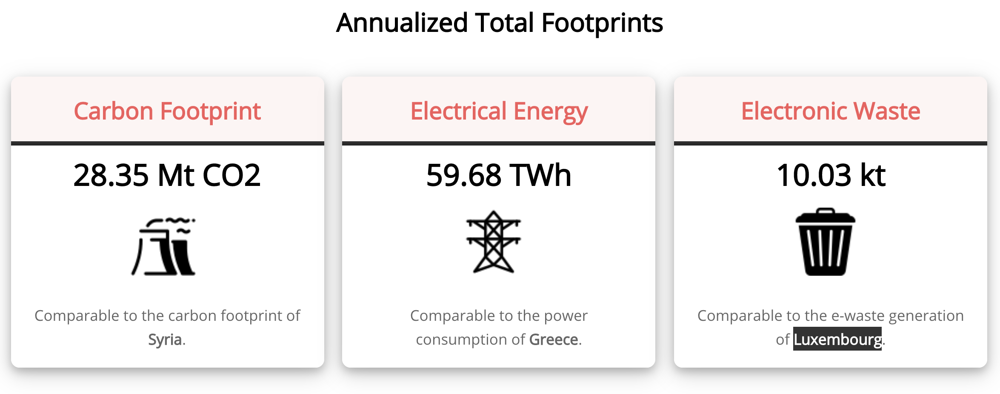 Annualized Total Footprints
Carbon Footprint
28.35 Mt CO2
Comparable to the carbon footprint of
Syria.
Electrical Energy
59.68 TWh
Comparable to the power
consumption of Greece.
Electronic Waste
10.03 kt
Comparable to the e-waste generation
of Luxembourg.